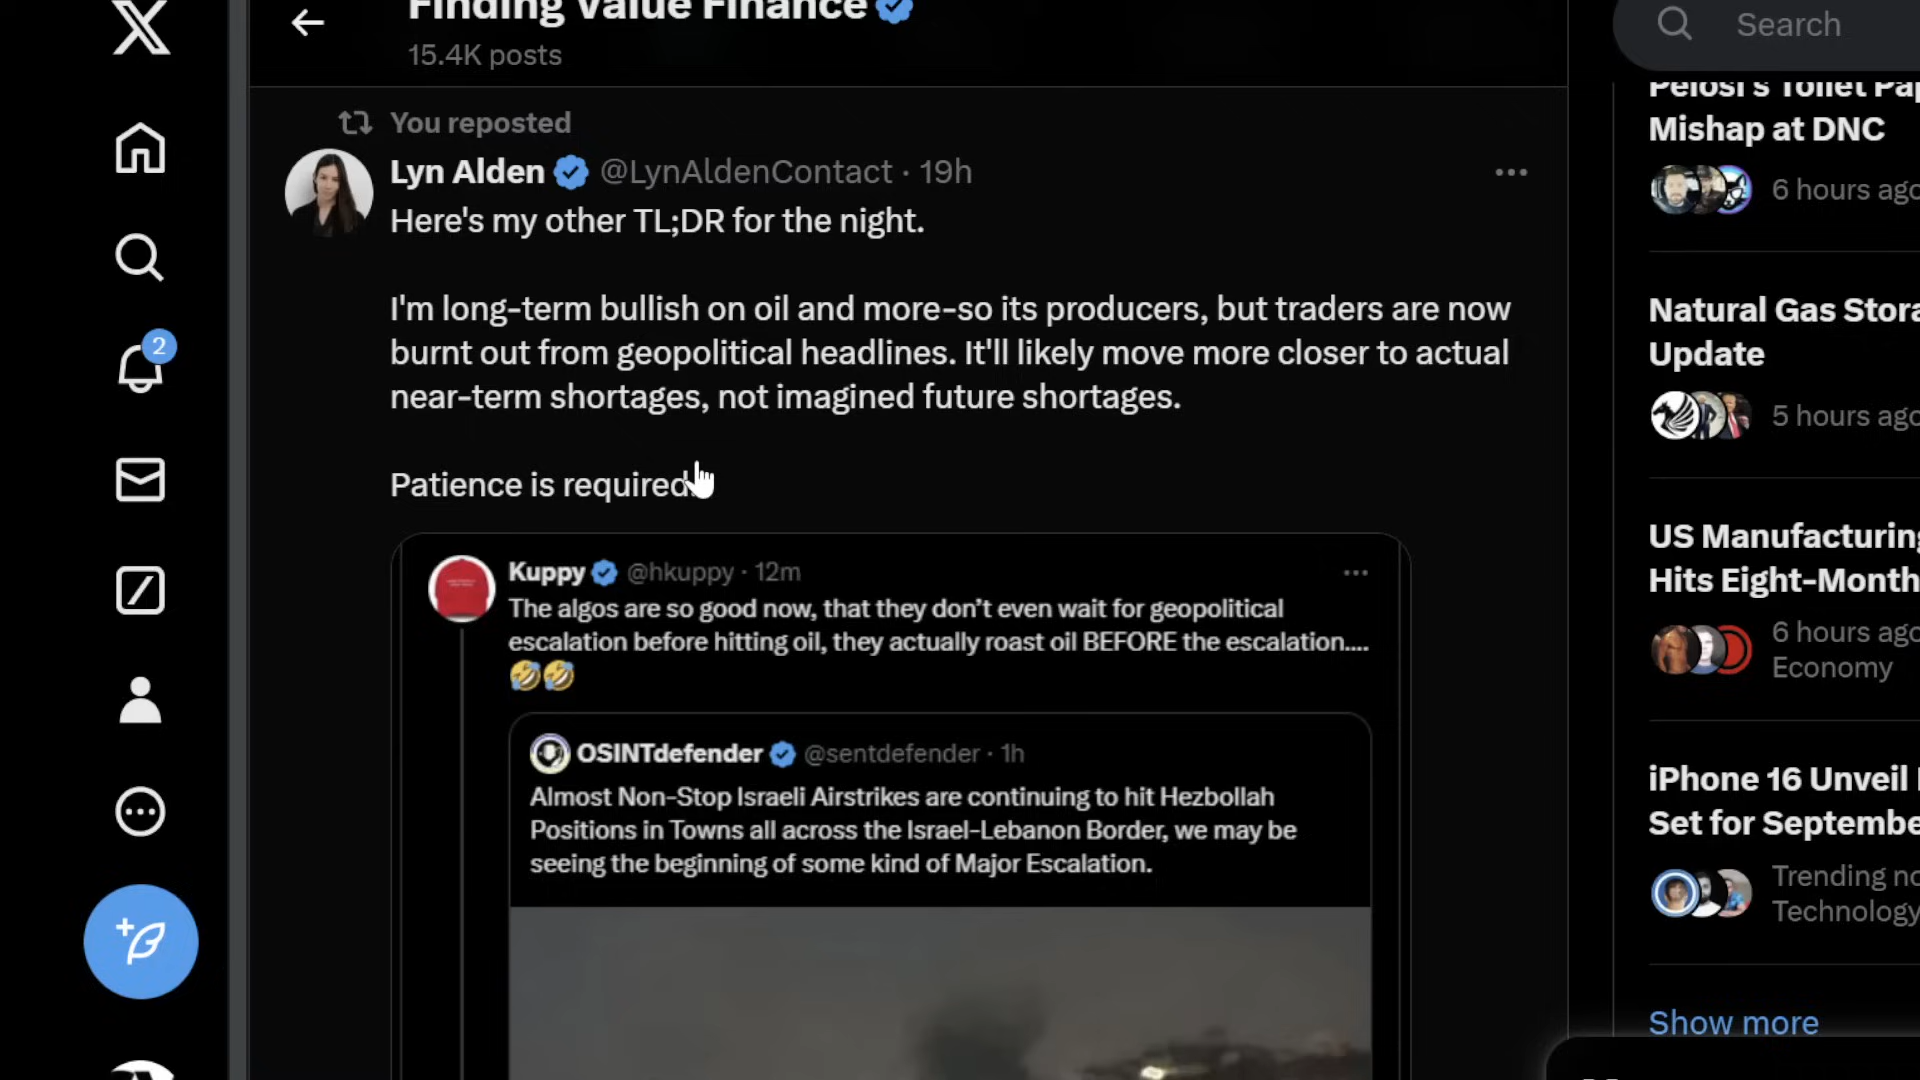 Finding Value Finance
15.4K posts
Search
You reposted
Lyn Alden @LynAldenContact · 19h
Here's my other TL;DR for the night.
I'm long-term bullish on oil and more-so its producers, but traders are now
burnt out from geopolitical headlines. It'll likely move more closer to actual
near-term shortages, not imagined future shortages.
Patience is required.
Kuppy @hkuppy · 12m
The algos are so good now, that they don't even wait for geopolitical
escalation before hitting oil, they actually roast oil BEFORE the escalation....
🤣🤣
OSINTdefender @sentdefender · 1h
Almost Non-Stop Israeli Airstrikes are continuing to hit Hezbollah
Positions in Towns all across the Israel-Lebanon Border, we may be
seeing the beginning of some kind of Major Escalation.
2
Pelosi's Toilet
Mishap at DNC
6 hours ago
Natural Gas
Update
5 hours ago
US Manufacturing
Hits Eight-Month
6 hours ago
Economy
iPhone 16 Unveil
Set for
Trending
Technology
Show more